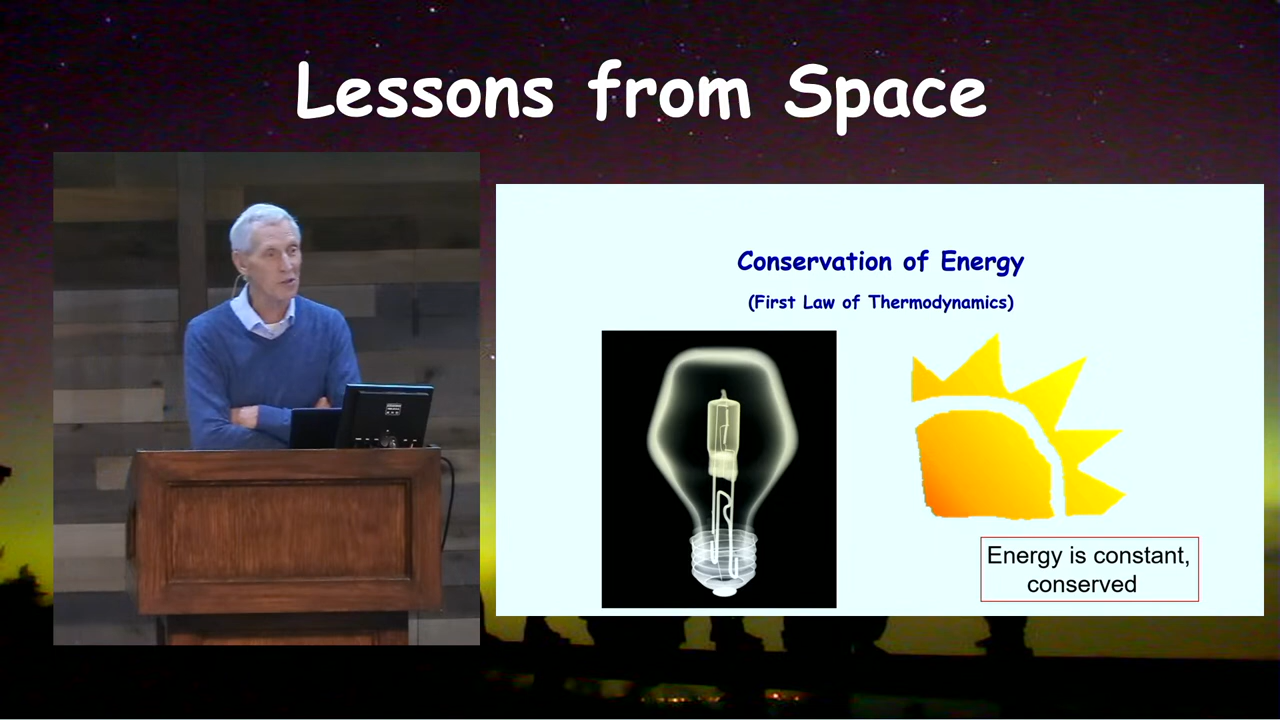 Lessons from Space
Conservation of Energy
(First Law of Thermodynamics)
Energy is constant,
conserved